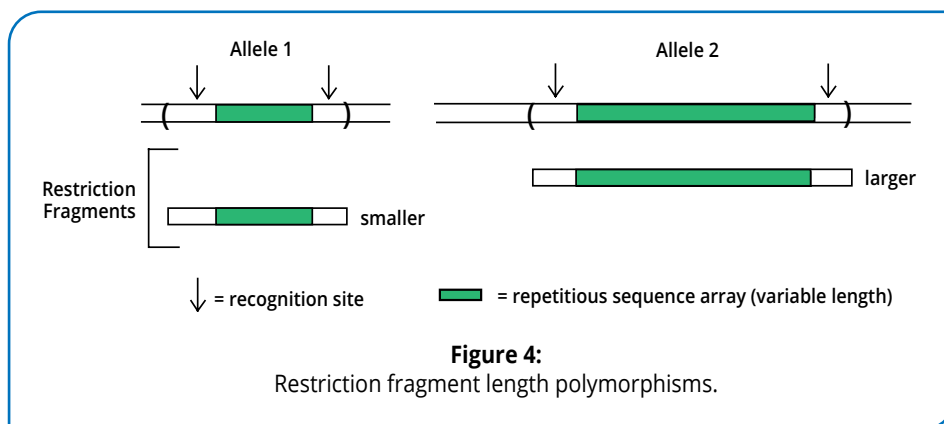 Allele 1
Allele 2
Restriction
Fragments
larger
smaller
= recognition site
= repetitious sequence array (variable length)
Figure 4:
Restriction fragment length polymorphisms.